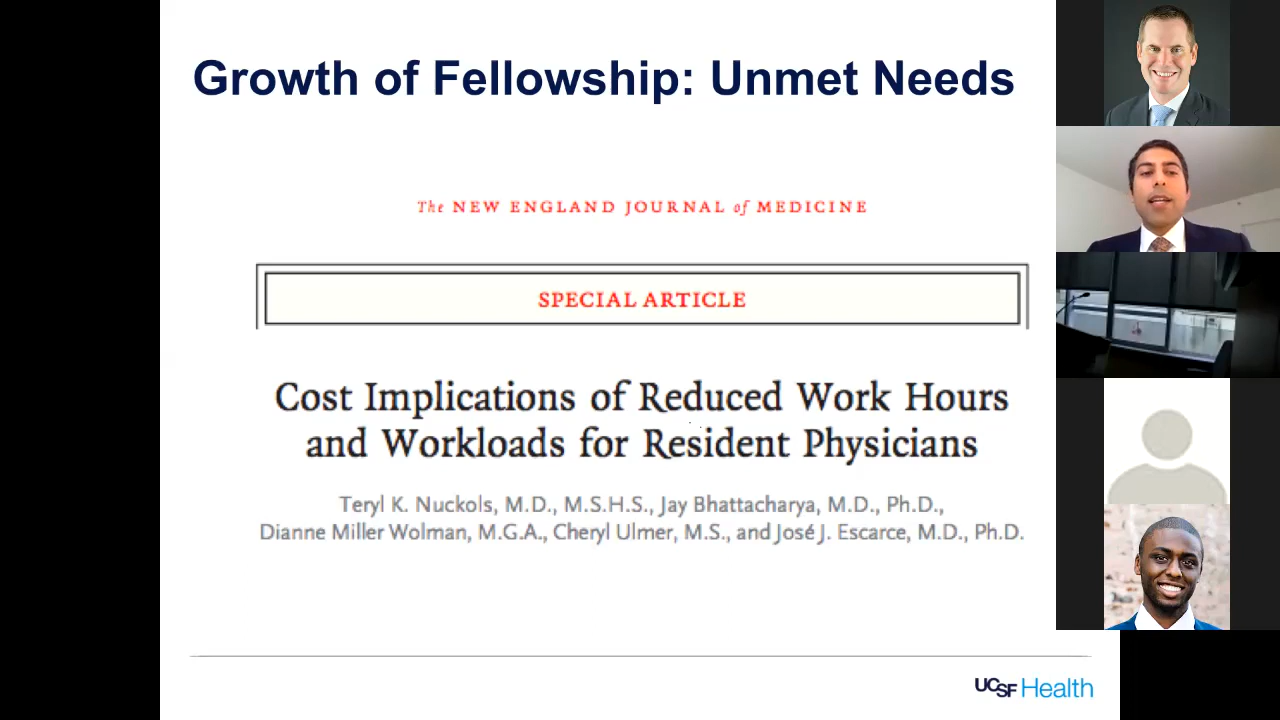 Growth of Fellowship: Unmet Needs
The NEW ENGLAND JOURNAL of MEDICINE
SPECIAL ARTICLE
Cost Implications of Reduced Work Hours
and Workloads for Resident Physicians
Teryl K. Nuckols, M.D., M.S.H.S., Jay Bhattacharya, M.D., Ph.D.,
Dianne Miller Wolman, M.G.A., Cheryl Ulmer, M.S., and José J. Escarce, M.D., Ph.D.
UCSF Health